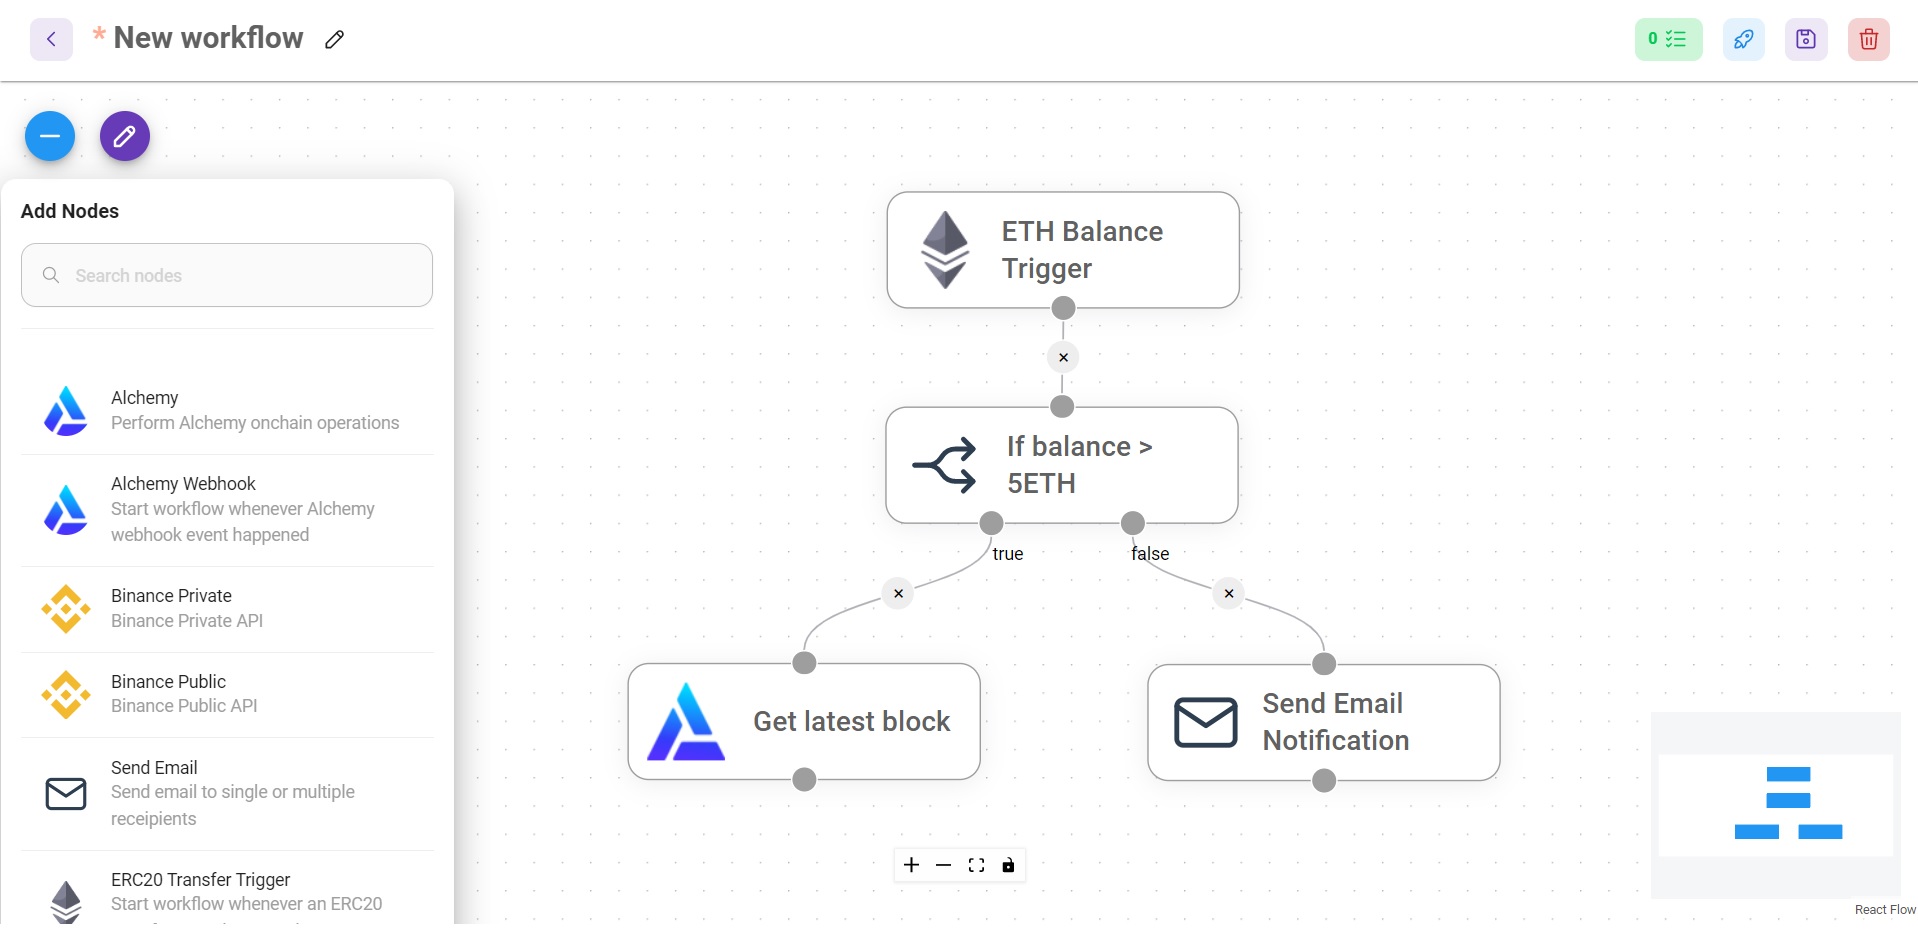 * New workflow
0
Add Nodes
Search nodes
Alchemy
Perform Alchemy onchain operations
Alchemy Webhook
Start workflow whenever Alchemy
webhook event happened
Binance Private
Binance Private API
Binance Public
Binance Public API
Send Email
Send email to single or multiple
receipients
ERC20 Transfer Trigger
Start workflow whenever an ERC20
ETH Balance
Trigger
If balance >
5ETH
true
false
Get latest block
Send Email
Notification
React Flow